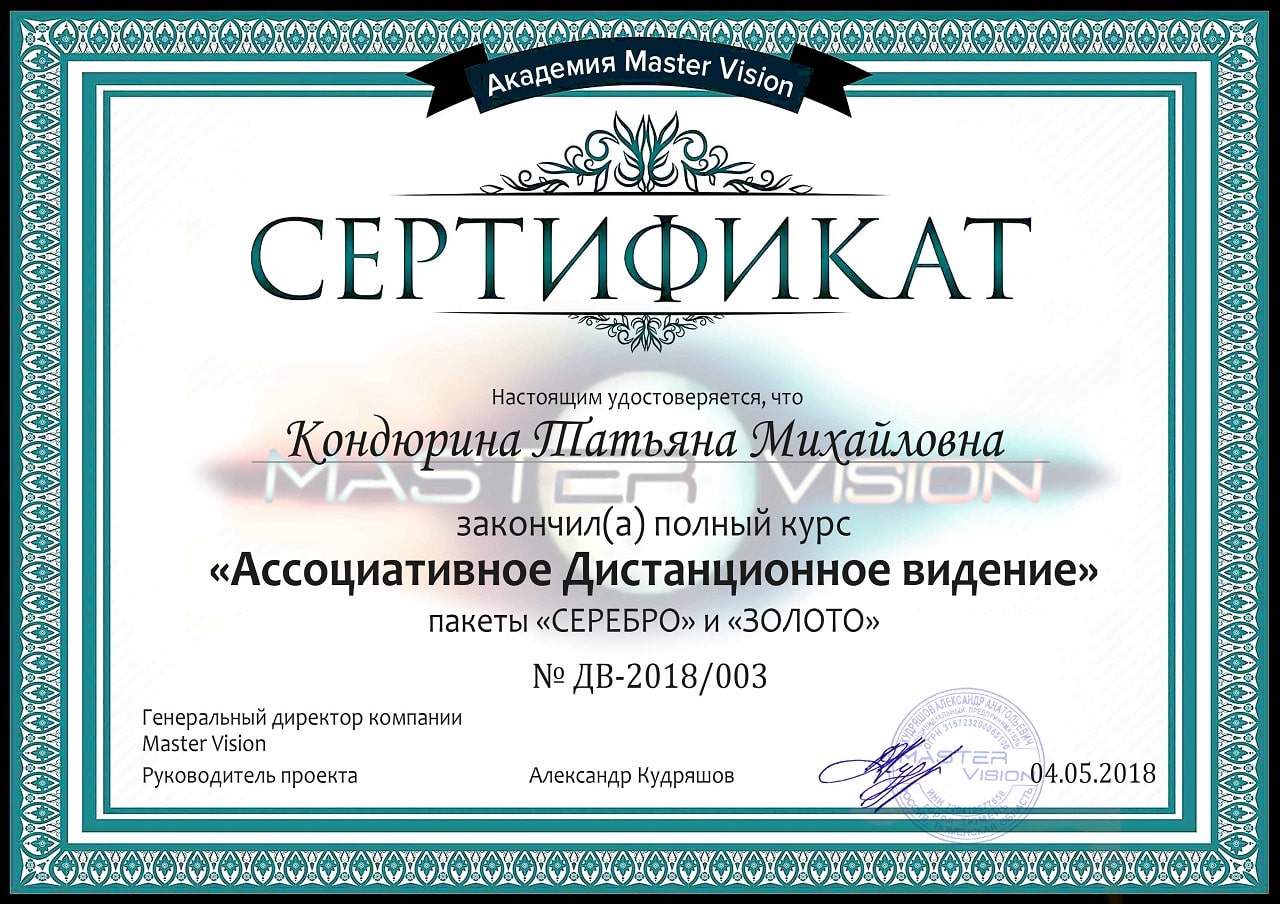 Академия Master Vision
СЕРТИФИКАТ
Настоящим удостоверяется, что
Кондюрина Татьяна Михайловна
MASTER VISION
закончил(а) полный курс
«Ассоциативное Дистанционное видение»
пакеты «СЕРЕБРО» и «ЗОЛОТО»
№ ДВ-2018/003
Генеральный директор компании
Master Vision
Руководитель проекта
Александр Кудряшов
КУДРЯШОВ АЛЕКСАНДР АНАТОЛЬЕВИЧ
ИНДИВИДУАЛЬНЫЙ ПРЕДПРИНИМАТЕЛЬ
MASTER
VISION
04.05.2018